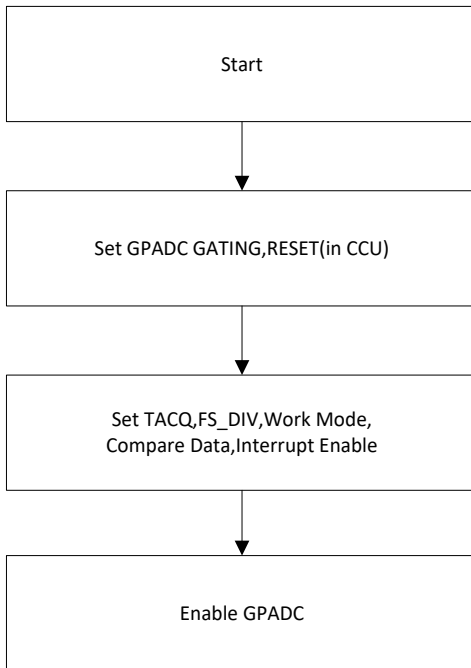 Start
Set GPADC GATING,RESET(in CCU)
Set TACQ,FS_DIV,Work Mode,
Compare Data,Interrupt Enable
Enable GPADC